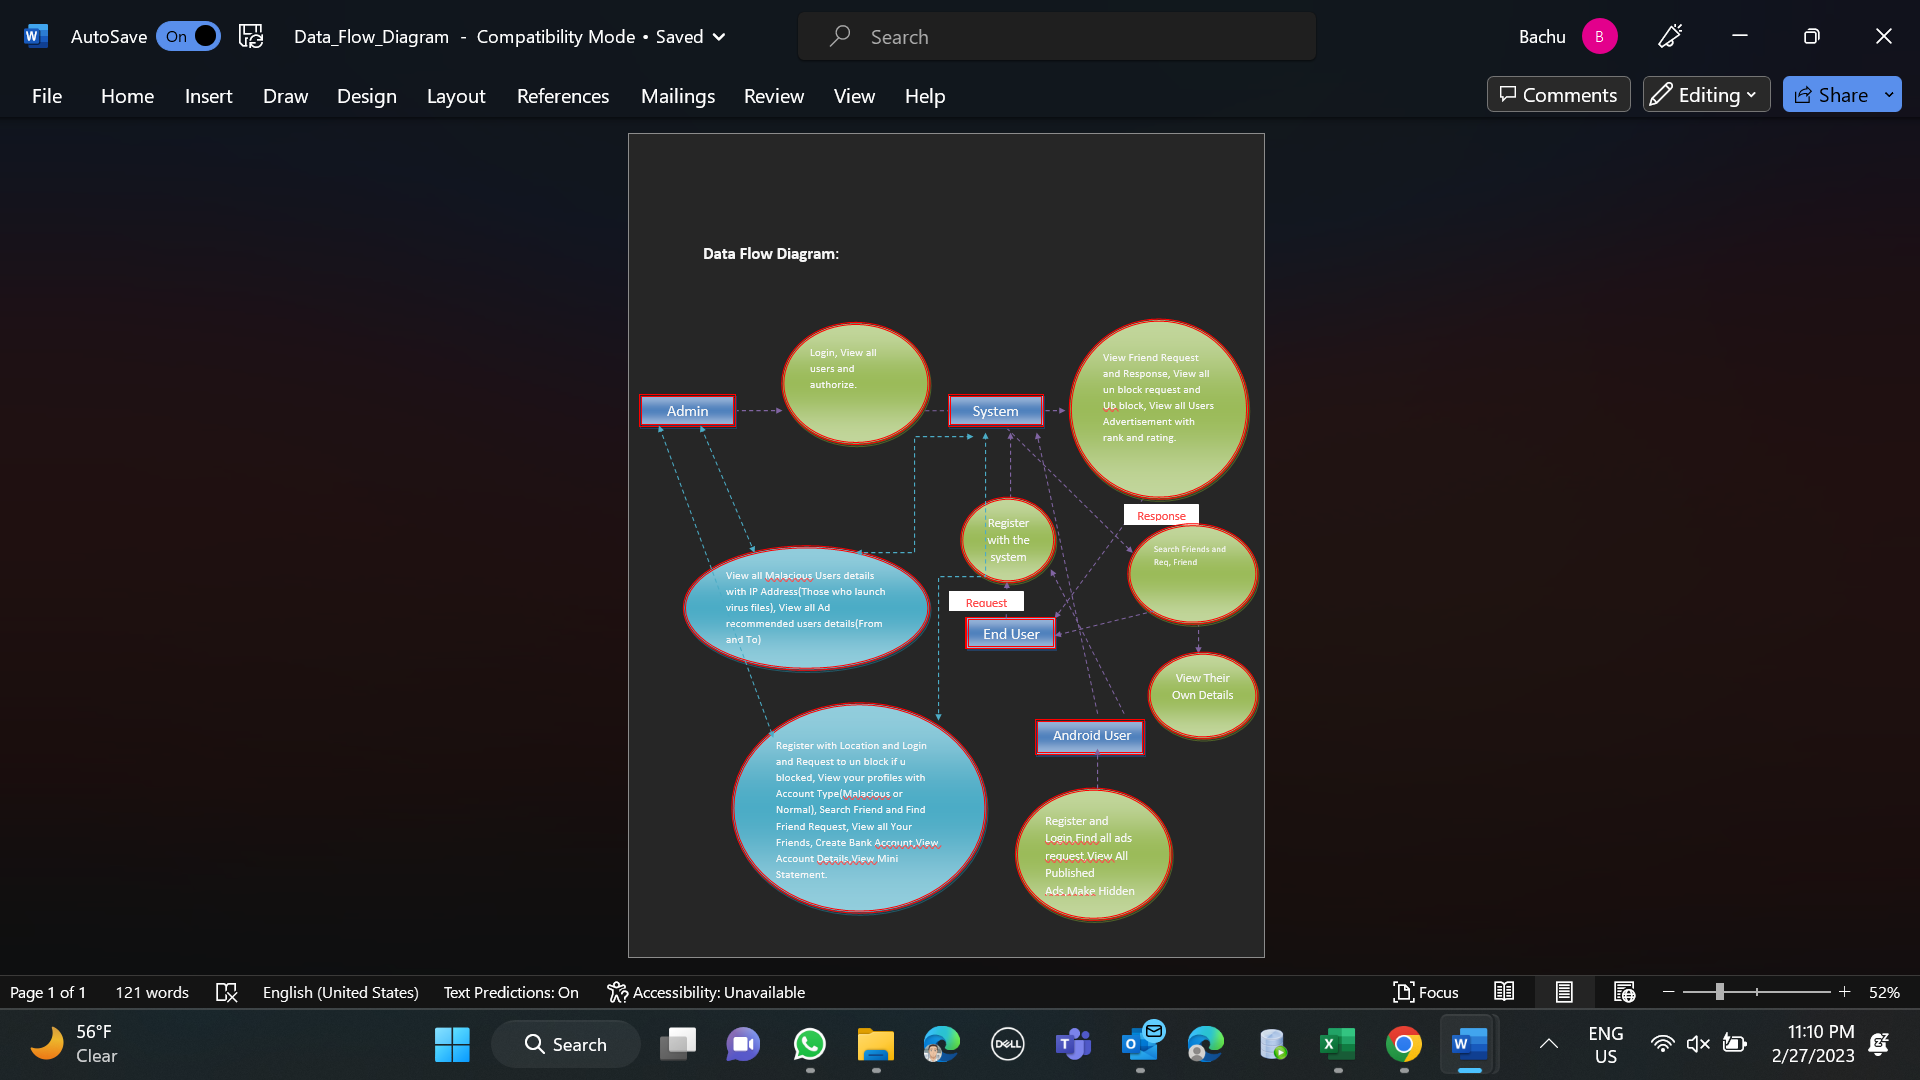 AutoSave On Data_Flow_Diagram - Compatibility Mode • Saved
Search
Bachu B
File Home Insert Draw Design Layout References Mailings Review View Help
Comments Editing Share
Data Flow Diagram:
Login, View all
users and
authorize.
View Friend Request
and Response, View all
un block request and
Ub block, View all Users
Advertisement with
rank and rating.
Admin
System
Register
with the
system
Response
Search Friends and
Req, Friend
View all Malacious Users details
with IP Address(Those who launch
virus files), View all Ad
recommended users details(From
and To)
Request
End User
View Their
Own Details
Android User
Register with Location and Login
and Request to un block if u
blocked, View your profiles with
Account Type(Malacious or
Normal), Search Friend and Find
Friend Request, View all Your
Friends, Create Bank Account,View
Account Details,View Mini
Statement.
Register and
Login,Find all ads
request,View All
Published
Ads,Make Hidden
Page 1 of 1 121 words English (United States) Text Predictions: On Accessibility: Unavailable
Focus 52%
56°F
Clear
Search
DELL
ENG
US
11:10 PM
2/27/2023